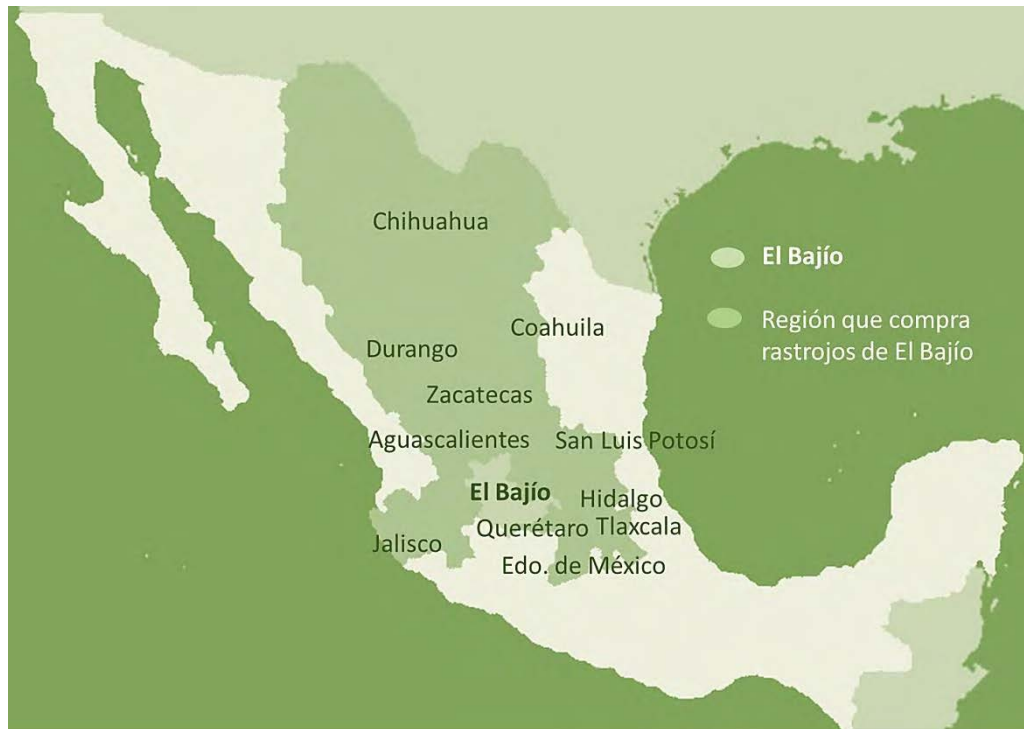 Chihuahua
El Bajío
Región que compra
rastrojos de El Bajío
Coahuila
Durango
Zacatecas
Aguascalientes
San Luis Potosí
El Bajío
Hidalgo
Querétaro
Tlaxcala
Jalisco
Edo. de México